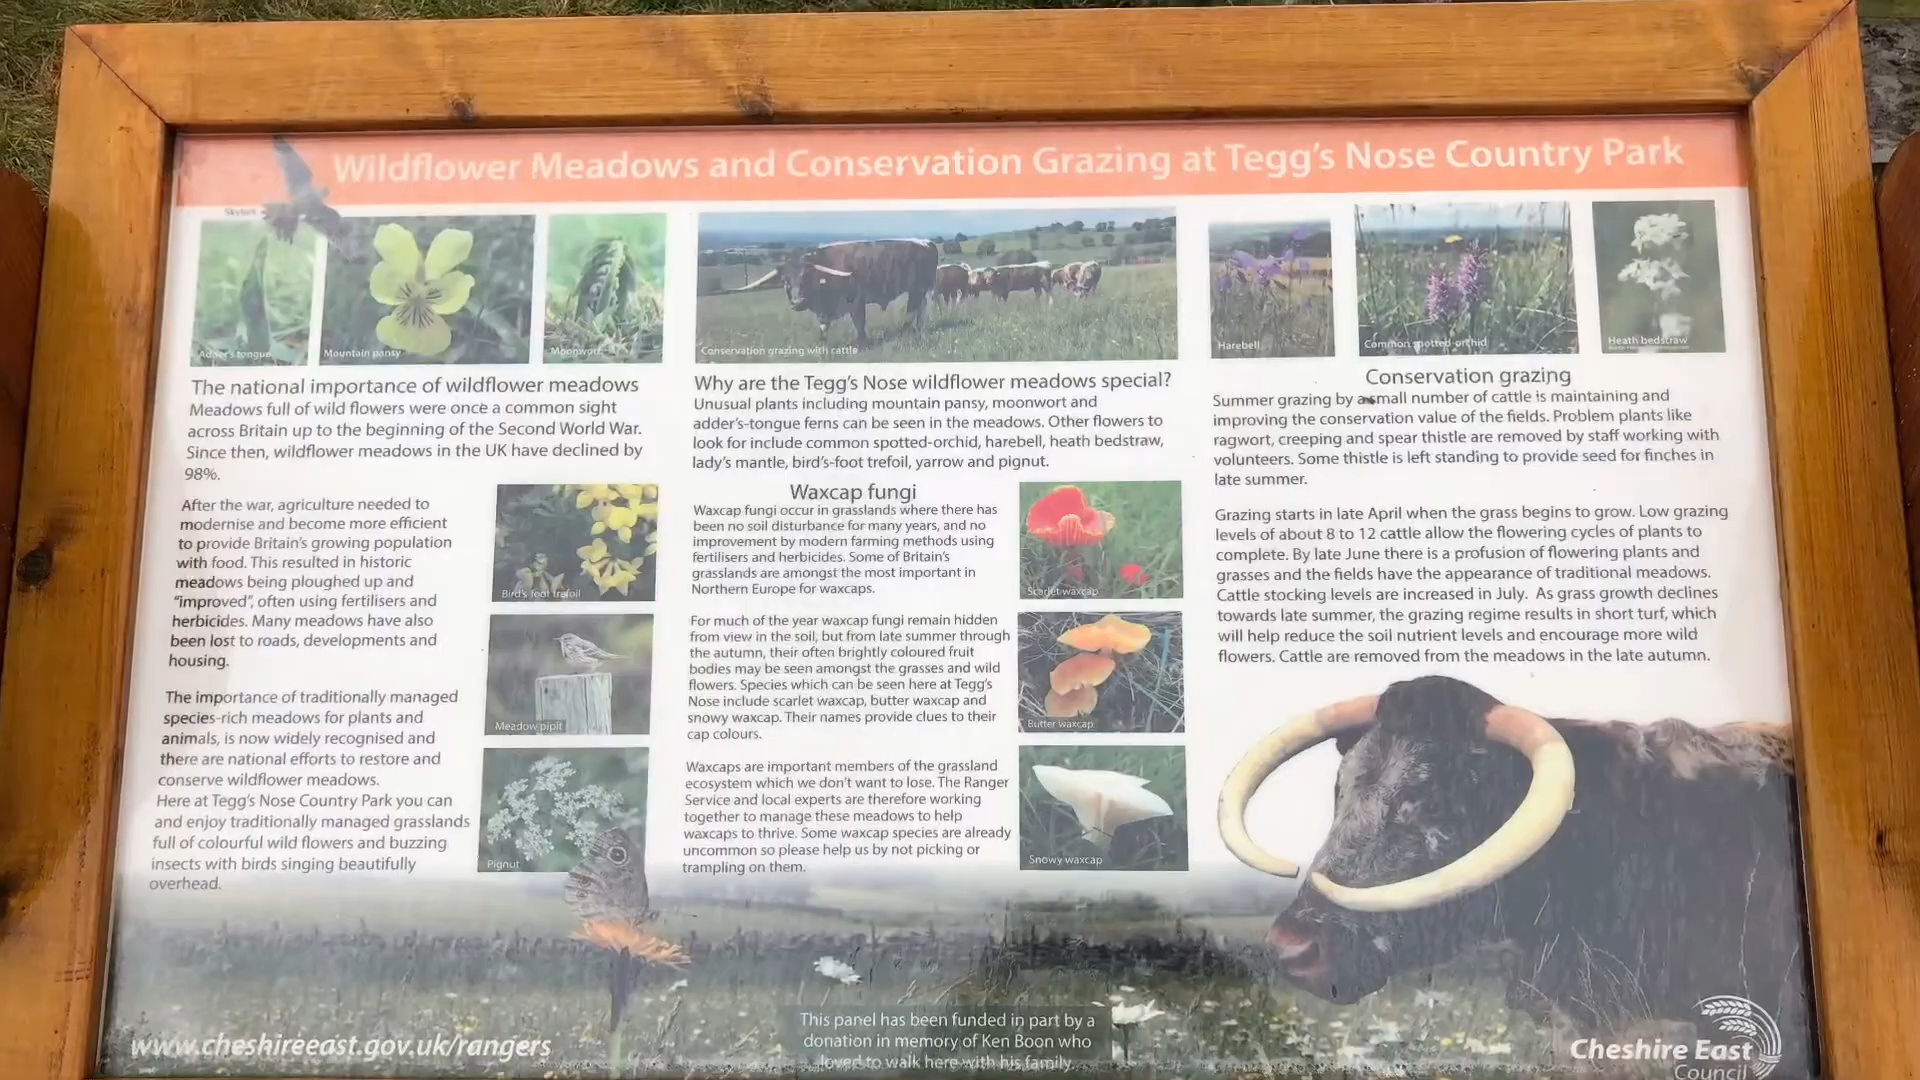 Wildflower Meadows and Conservation Grazing at Tegg's Nose Country Park
Skylark
Adder's tongue
Mountain pansy
Moonwort
Conservation grazing with cattle
Harebell
Common spotted-orchid
Heath bedstraw
The national importance of wildflower meadows
Meadows full of wild flowers were once a common sight
across Britain up to the beginning of the Second World War.
Since then, wildflower meadows in the UK have declined by
98%.
After the war, agriculture needed to
modernise and become more efficient
to provide Britain's growing population
with food. This resulted in historic
meadows being ploughed up and
"improved", often using fertilisers and
herbicides. Many meadows have also
been lost to roads, developments and
housing.
The importance of traditionally managed
species-rich meadows for plants and
animals, is now widely recognised and
there are national efforts to restore and
conserve wildflower meadows.
Here at Tegg's Nose Country Park you can
and enjoy traditionally managed grasslands
full of colourful wild flowers and buzzing
insects with birds singing beautifully
overhead.
Bird's foot trefoil
Meadow pipit
Pignut
Why are the Tegg's Nose wildflower meadows special?
Unusual plants including mountain pansy, moonwort and
adder's-tongue ferns can be seen in the meadows. Other flowers to
look for include common spotted-orchid, harebell, heath bedstraw,
lady's mantle, bird's-foot trefoil, yarrow and pignut.
Waxcap fungi
Waxcap fungi occur in grasslands where there has
been no soil disturbance for many years, and no
improvement by modern farming methods using
fertilisers and herbicides. Some of Britain's
grasslands are amongst the most important in
Northern Europe for waxcaps.
For much of the year waxcap fungi remain hidden
from view in the soil, but from late summer through
the autumn, their often brightly coloured fruit
bodies may be seen amongst the grasses and wild
flowers. Species which can be seen here at Tegg's
Nose include scarlet waxcap, butter waxcap and
snowy waxcap. Their names provide clues to their
cap colours.
Waxcaps are important members of the grassland
ecosystem which we don't want to lose. The Ranger
Service and local experts are therefore working
together to manage these meadows to help
waxcaps to thrive. Some waxcap species are already
uncommon so please help us by not picking or
trampling on them.
Scarlet waxcap
Butter waxcap
Snowy waxcap
Conservation grazing
Summer grazing by a small number of cattle is maintaining and
improving the conservation value of the fields. Problem plants like
ragwort, creeping and spear thistle are removed by staff working with
volunteers. Some thistle is left standing to provide seed for finches in
late summer.
Grazing starts in late April when the grass begins to grow. Low grazing
levels of about 8 to 12 cattle allow the flowering cycles of plants to
complete. By late June there is a profusion of flowering plants and
grasses and the fields have the appearance of traditional meadows.
Cattle stocking levels are increased in July. As grass growth declines
towards late summer, the grazing regime results in short turf, which
will help reduce the soil nutrient levels and encourage more wild
flowers. Cattle are removed from the meadows in the late autumn.
www.cheshireeast.gov.uk/rangers
This panel has been funded in part by a
donation in memory of Ken Boon who
loved to walk here with his family.
Cheshire East
Council